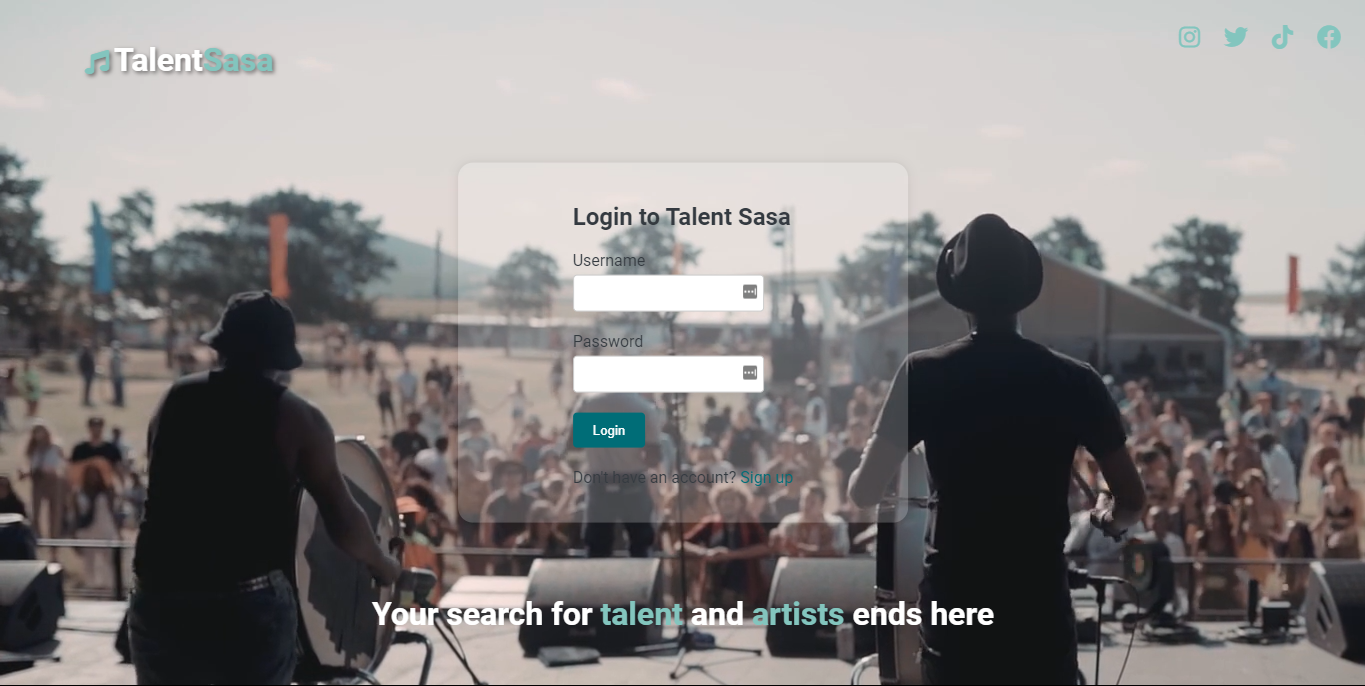 TalentSasa
Login to Talent Sasa
Username
Password
Login
Don't have an account? Sign up
Your search for talent and artists ends here